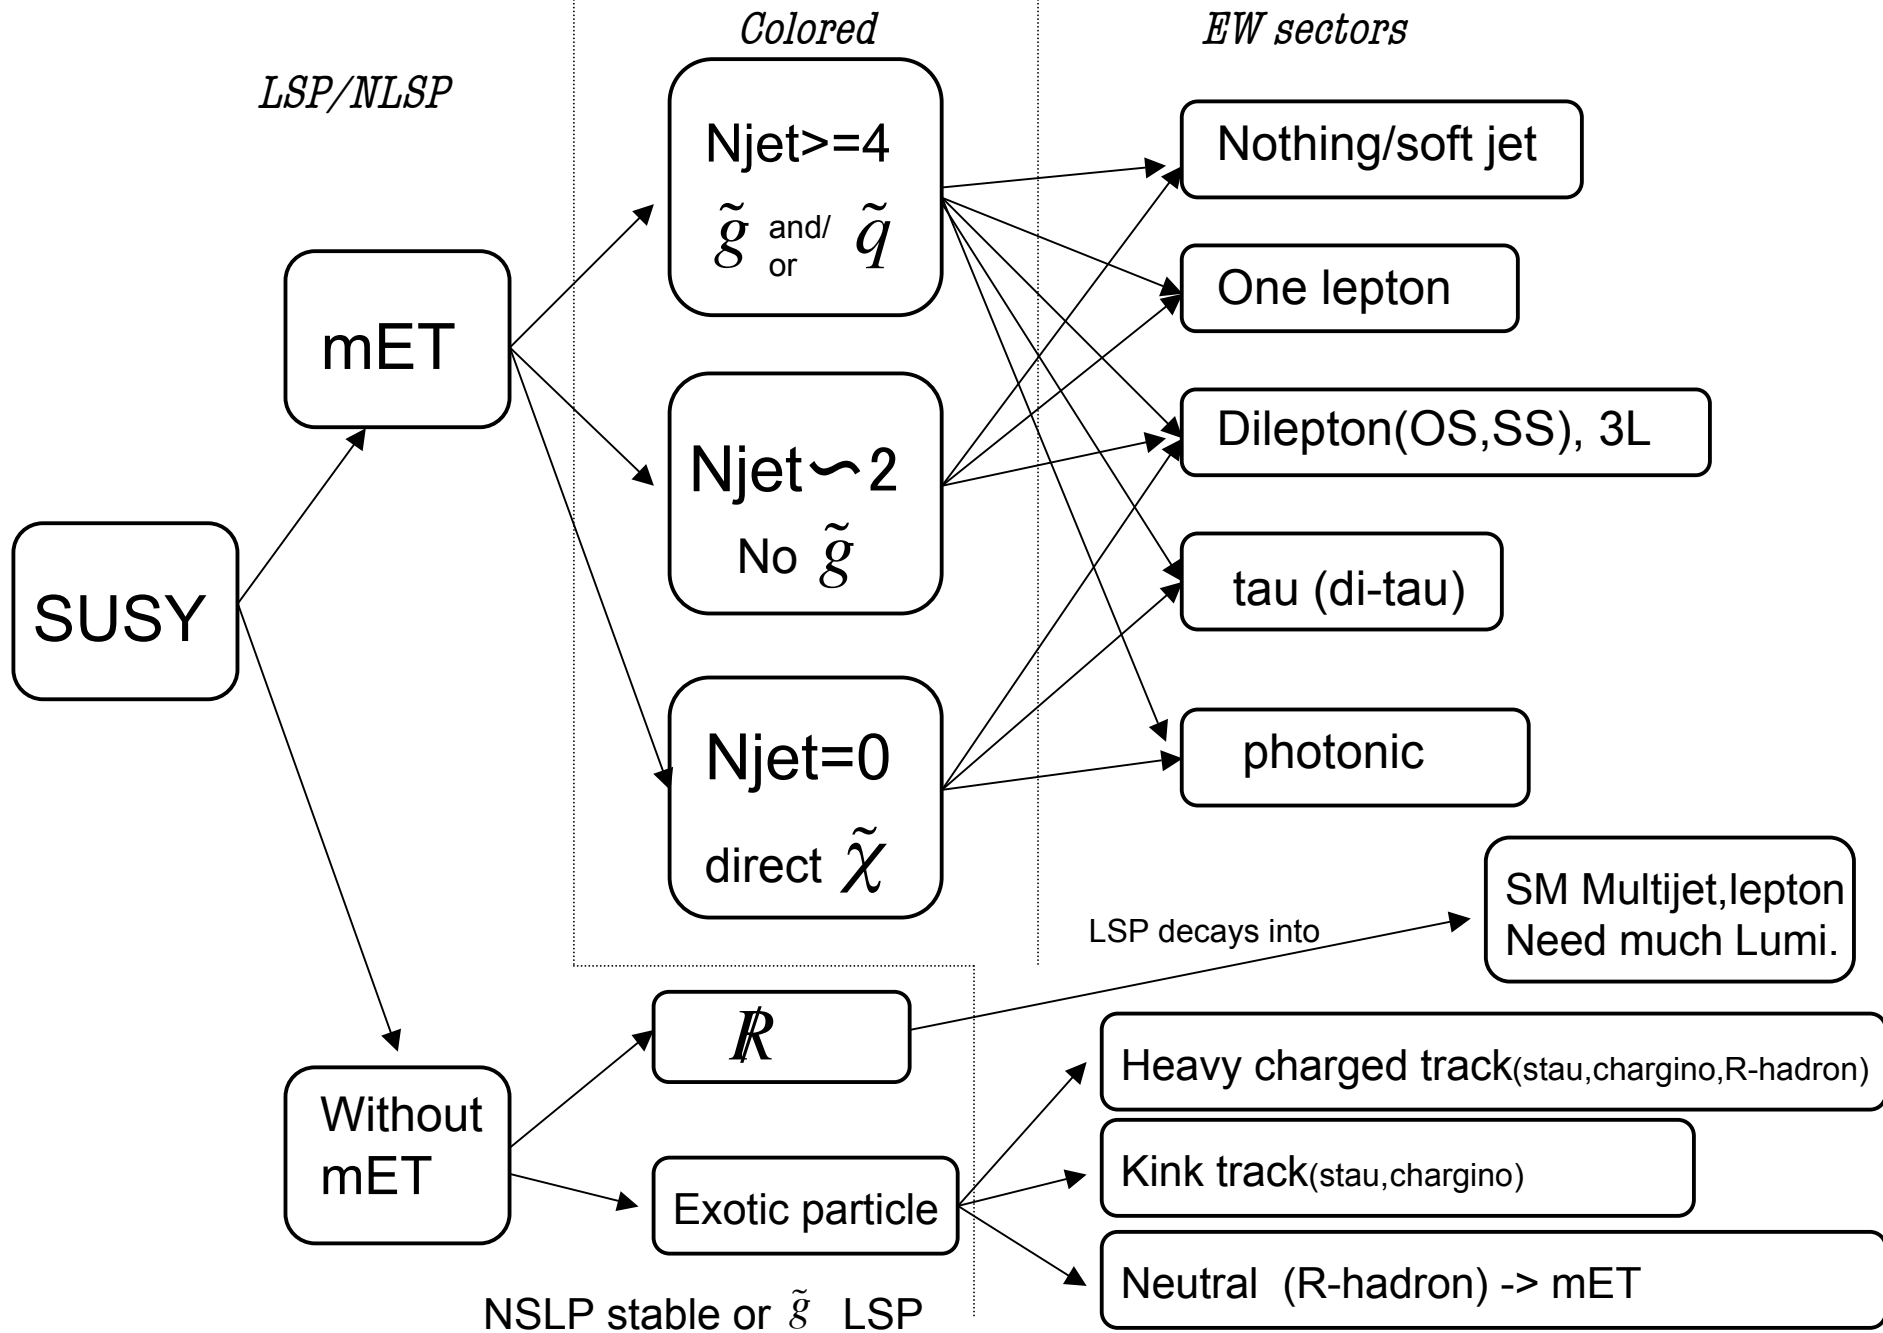 Colored
EW sectors
LSP/NLSP
Njet>=4
g̃ and/ q̃
or
Nothing/soft jet
One lepton
mET
Njet∽2
No g̃
Dilepton(OS,SS), 3L
tau (di-tau)
SUSY
Njet=0
direct χ̃
photonic
LSP decays into
SM Multijet,lepton
Need much Lumi.
R̸
Without
mET
Exotic particle
Heavy charged track(stau,chargino,R-hadron)
Kink track(stau,chargino)
Neutral (R-hadron) -> mET
NSLP stable or g̃ LSP